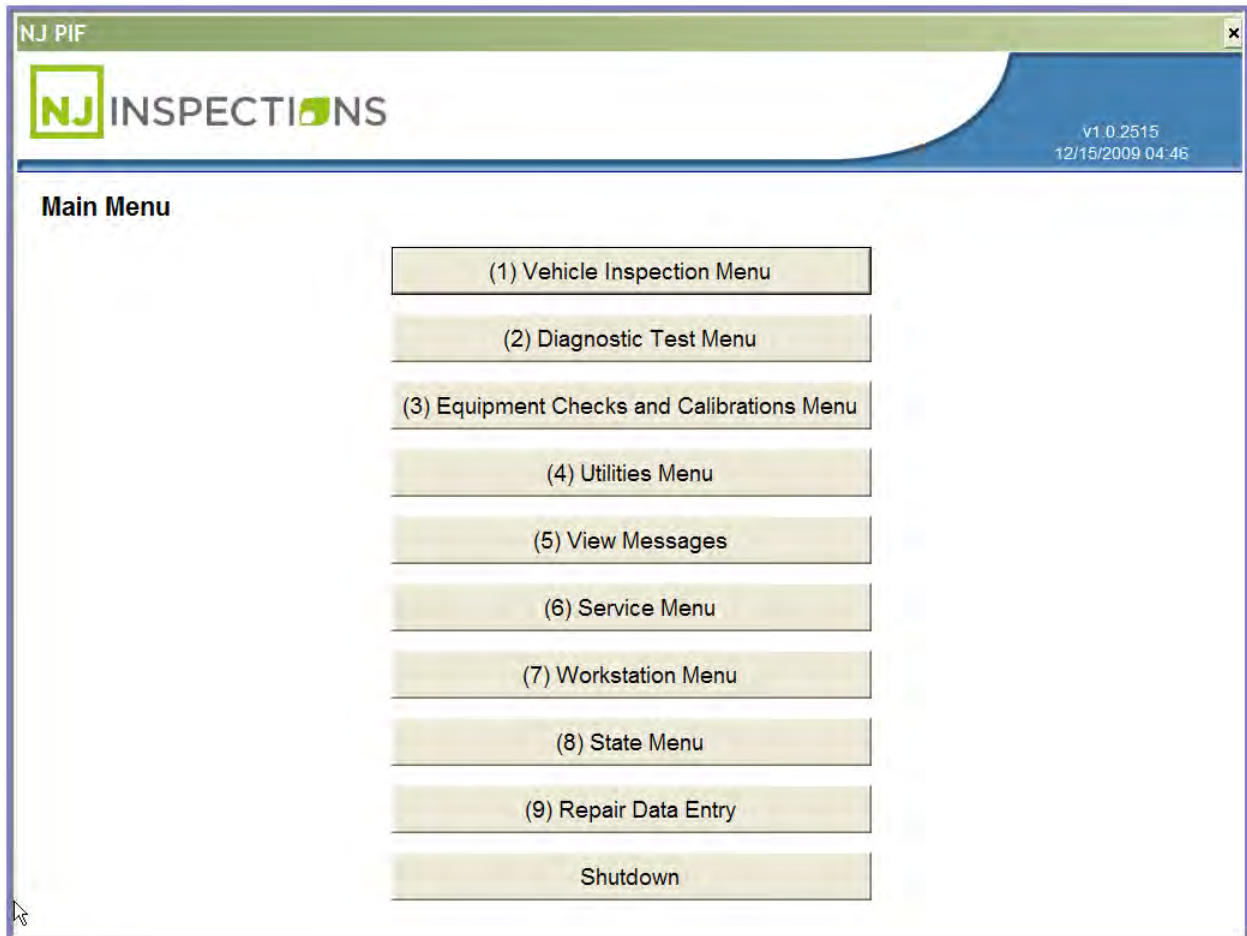 NJ PIF
NJ INSPECTIONS
v1.0.2515
12/15/2009 04:46
Main Menu
(1) Vehicle Inspection Menu
(2) Diagnostic Test Menu
(3) Equipment Checks and Calibrations Menu
(4) Utilities Menu
(5) View Messages
(6) Service Menu
(7) Workstation Menu
(8) State Menu
(9) Repair Data Entry
Shutdown